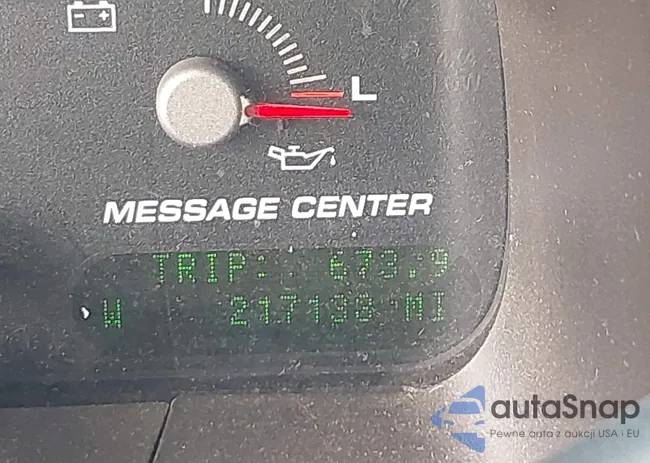 L
MESSAGE CENTER
TRIP: 673.9
W 217138 MI
autaSnap
Pewne auta z aukcji USA i EU